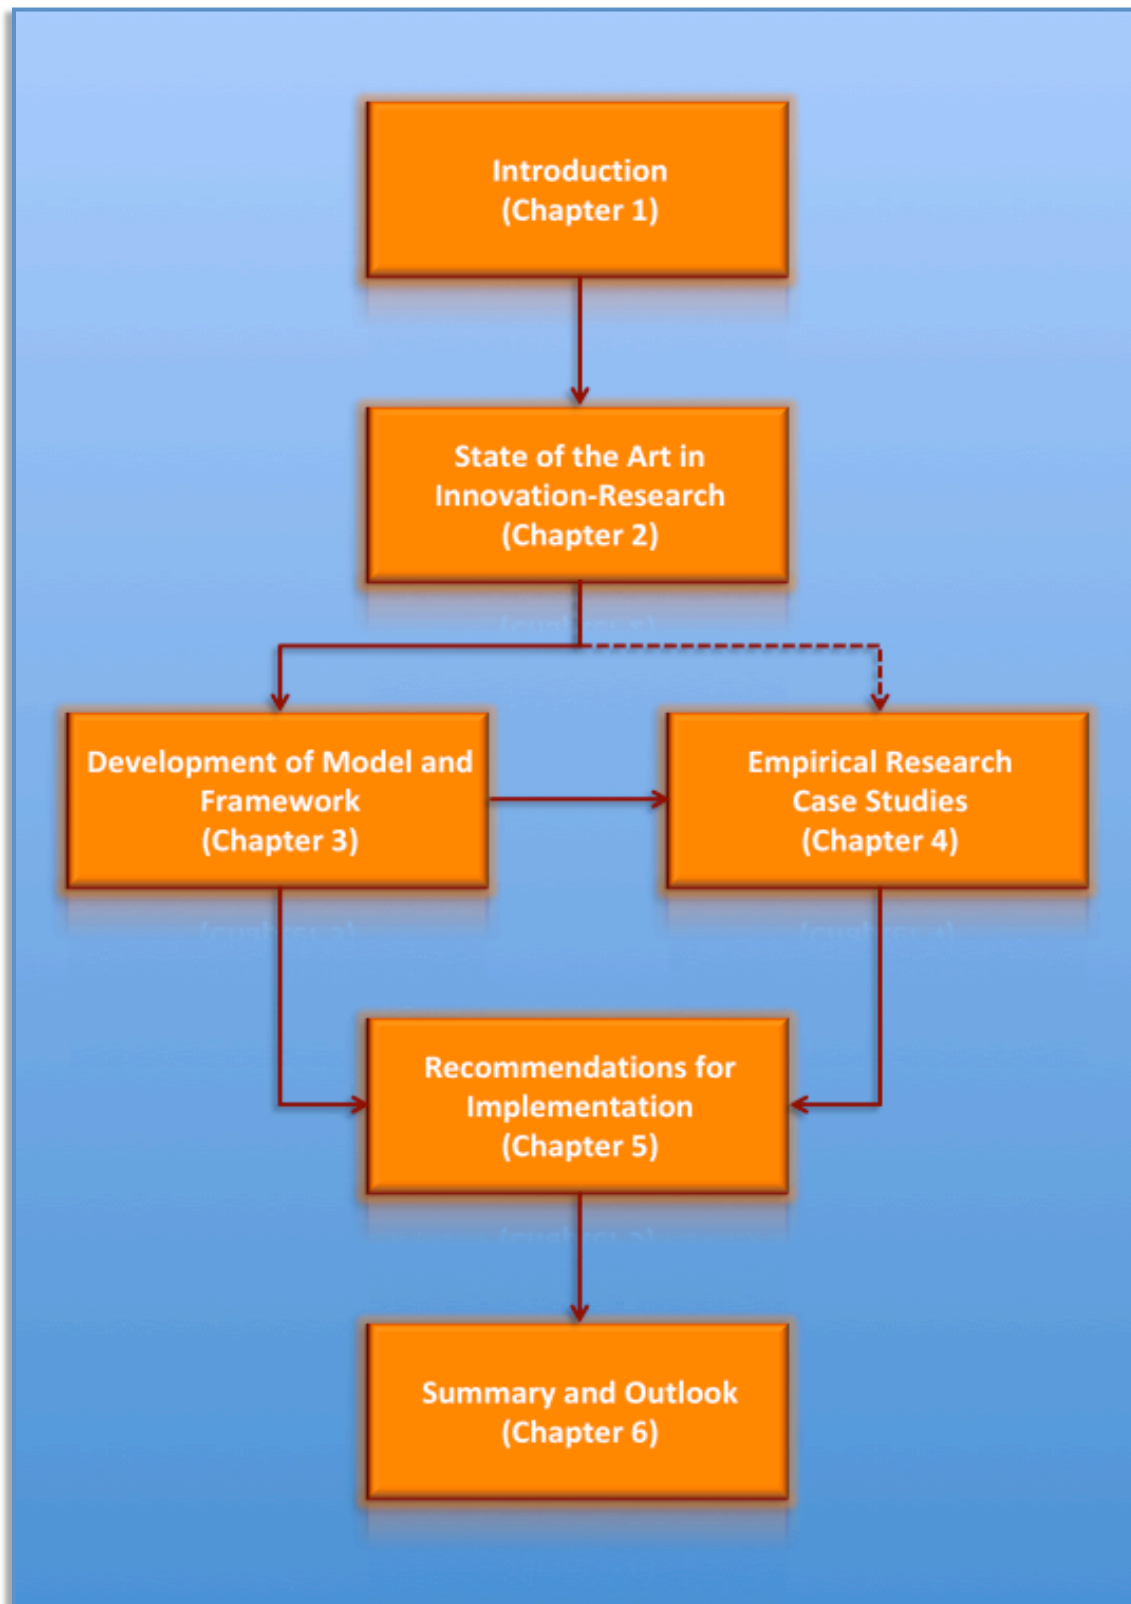 Introduction
(Chapter 1)
State of the Art in
Innovation-Research
(Chapter 2)
Development of Model and
Framework
(Chapter 3)
Empirical Research
Case Studies
(Chapter 4)
Recommendations for
Implementation
(Chapter 5)
Summary and Outlook
(Chapter 6)